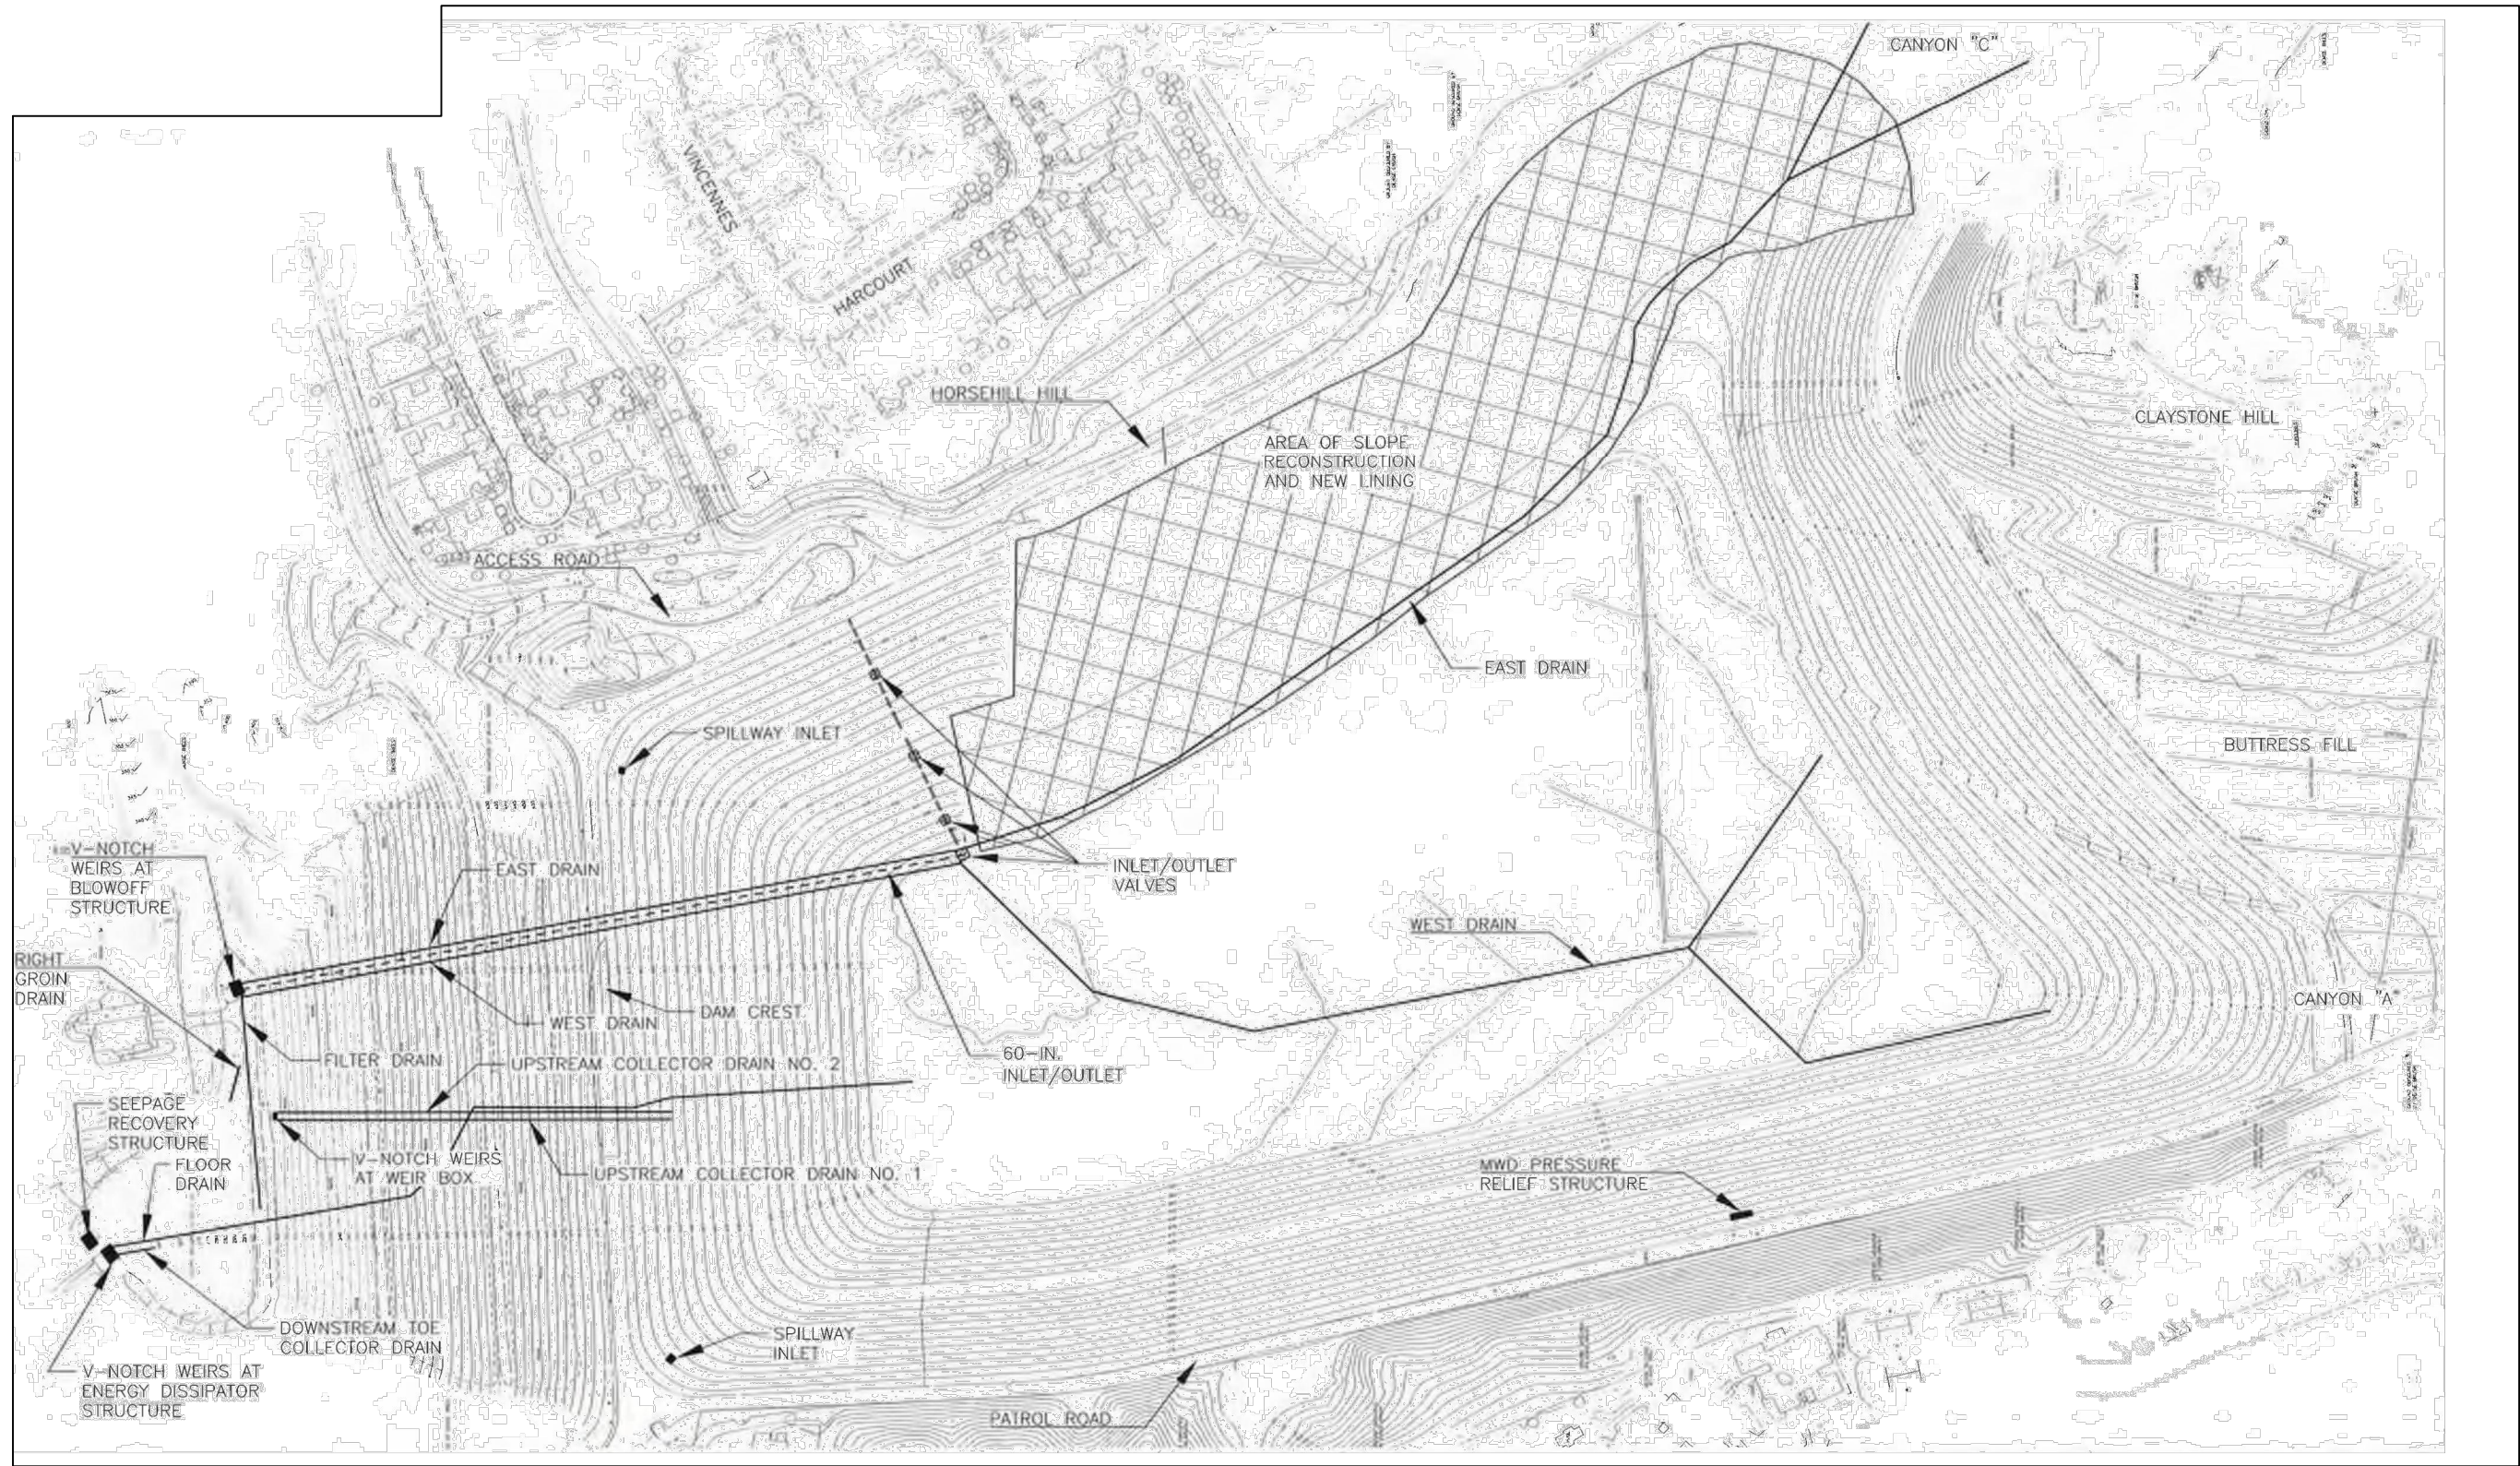 CANYON "C"
VINCENNES
HARCOURT
HORSEHILL HILL
CLAYSTONE HILL
AREA OF SLOPE
RECONSTRUCTION
AND NEW LINING
ACCESS ROAD
EAST DRAIN
SPILLWAY INLET
BUTTRESS FILL
V-NOTCH
WEIRS AT
BLOWOFF
STRUCTURE
EAST DRAIN
INLET/OUTLET
VALVES
WEST DRAIN
RIGHT
GROIN
DRAIN
CANYON "A"
DAM CREST
WEST DRAIN
FILTER DRAIN
UPSTREAM COLLECTOR DRAIN NO. 2
60-IN.
INLET/OUTLET
SEEPAGE
RECOVERY
STRUCTURE
FLOOR
DRAIN
V-NOTCH WEIRS
AT WEIR BOX
UPSTREAM COLLECTOR DRAIN NO. 1
MWD PRESSURE
RELIEF STRUCTURE
DOWNSTREAM TOE
COLLECTOR DRAIN
SPILLWAY
INLET
V-NOTCH WEIRS AT
ENERGY DISSIPATOR
STRUCTURE
PATROL ROAD